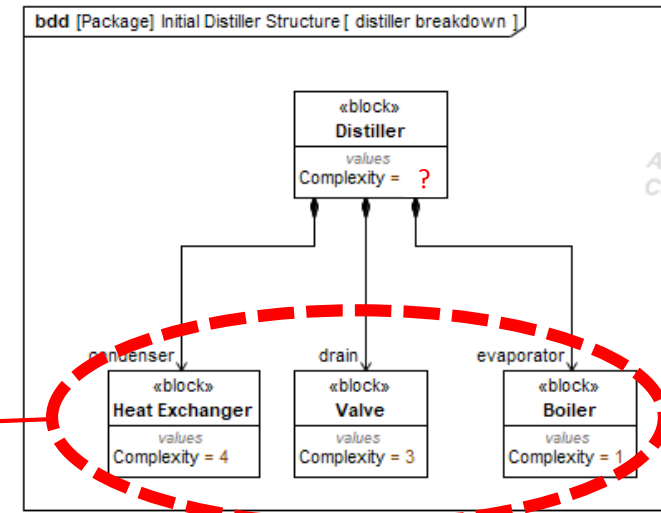 bdd [Package] Initial Distiller Structure [ distiller breakdown ]
«block»
Distiller
values
Complexity = ?
condenser
drain
evaporator
«block»
Heat Exchanger
values
Complexity = 4
«block»
Valve
values
Complexity = 3
«block»
Boiler
values
Complexity = 1
A
C